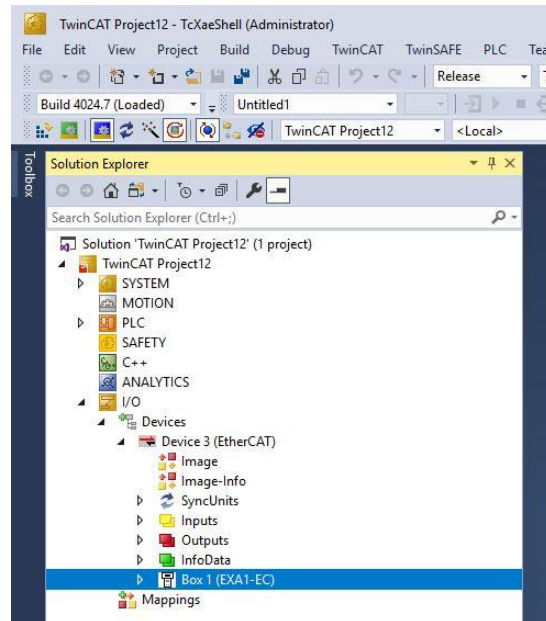 TwinCAT Project12 - TcXaeShell (Administrator)
File Edit View Project Build Debug TwinCAT TwinSAFE PLC
Release
Build 4024.7 (Loaded) Untitled1
TwinCAT Project12 <Local>
Toolbox
Solution Explorer
Search Solution Explorer (Ctrl+;)
Solution 'TwinCAT Project12' (1 project)
TwinCAT Project12
SYSTEM
MOTION
PLC
SAFETY
C++
ANALYTICS
I/O
Devices
Device 3 (EtherCAT)
Image
Image-Info
SyncUnits
Inputs
Outputs
InfoData
Box 1 (EXA1-EC)
Mappings